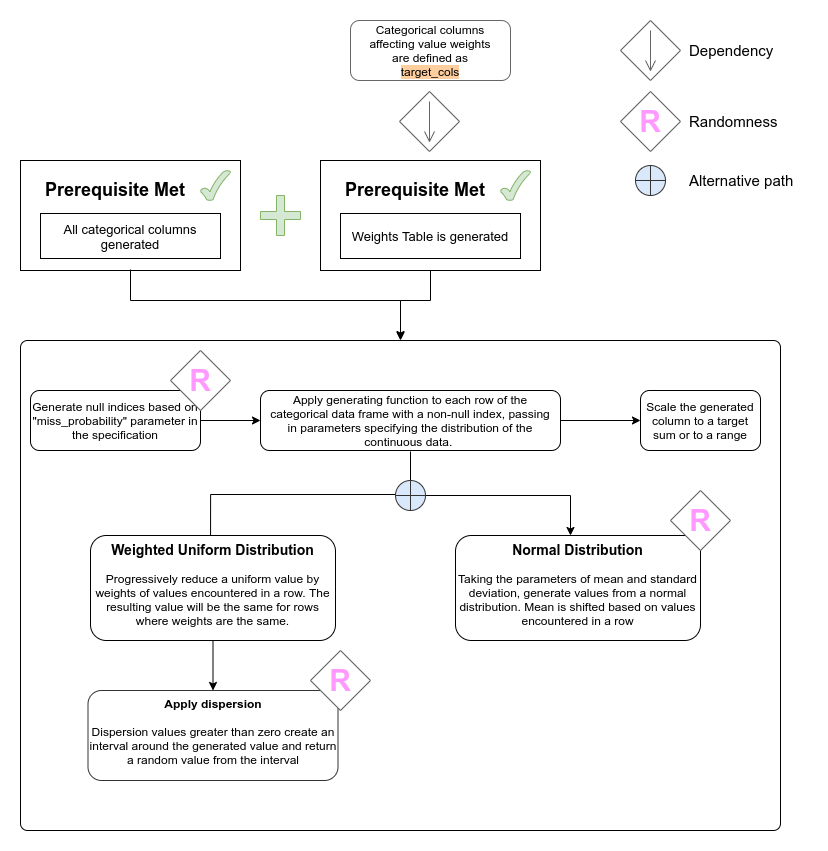 Categorical columns
affecting value weights
are defined as
target_cols
Dependency
R
Randomness
Alternative path
Prerequisite Met
All categorical columns
generated
Prerequisite Met
Weights Table is generated
R
Generate null indices based on
"miss_probability" parameter in
the specification
Apply generating function to each row of the
categorical data frame with a non-null index, passing
in parameters specifying the distribution of the
continuous data.
Scale the generated
column to a target
sum or to a range
Weighted Uniform Distribution
Progressively reduce a uniform value by
weights of values encountered in a row. The
resulting value will be the same for rows
where weights are the same.
R
Normal Distribution
Taking the parameters of mean and standard
deviation, generate values from a normal
distribution. Mean is shifted based on values
encountered in a row
R
Apply dispersion
Dispersion values greater than zero create an
interval around the generated value and return
a random value from the interval